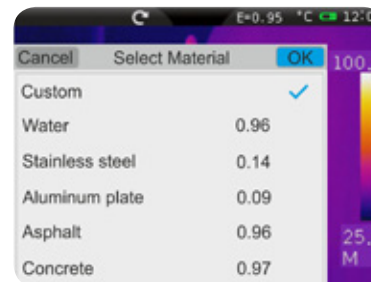 E=0.95 °C 12:0
Cancel Select Material OK 100.
Custom
Water 0.96
Stainless steel 0.14
Aluminum plate 0.09
Asphalt 0.96
Concrete 0.97
25.
M